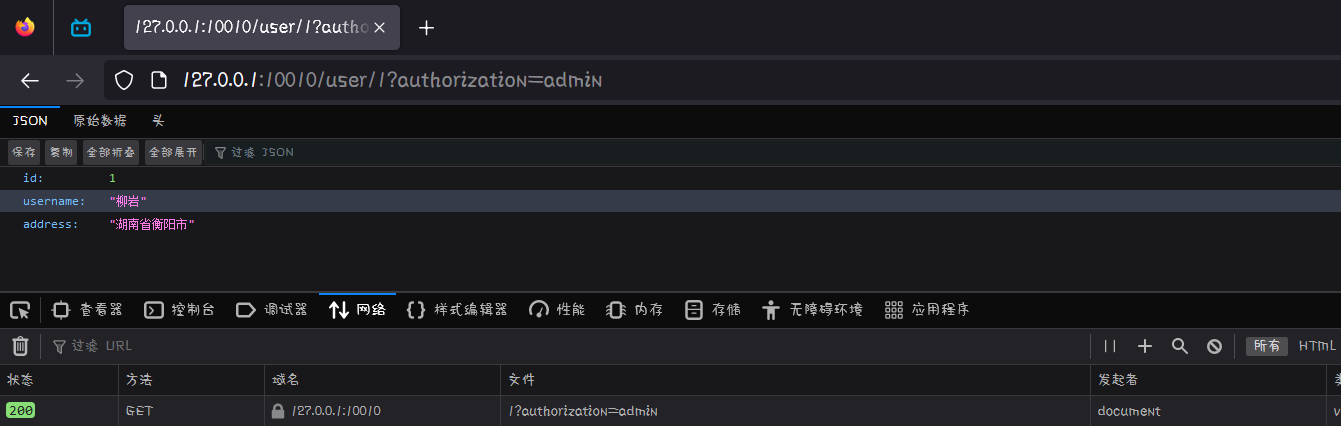 127.0.0.1:10010/user/1?autho
127.0.0.1:10010/user/1?authorization=admin
JSON 原始数据 头
保存 复制 全部折叠 全部展开 过滤 JSON
id: 1
username: "柳岩"
address: "湖南省衡阳市"
查看器 控制台 调试器 网络 样式编辑器 性能 内存 存储 无障碍环境 应用程序
过滤 URL 所有 HTML
状态 方法 域名 文件 发起者
200 GET 127.0.0.1:10010 1?authorization=admin document